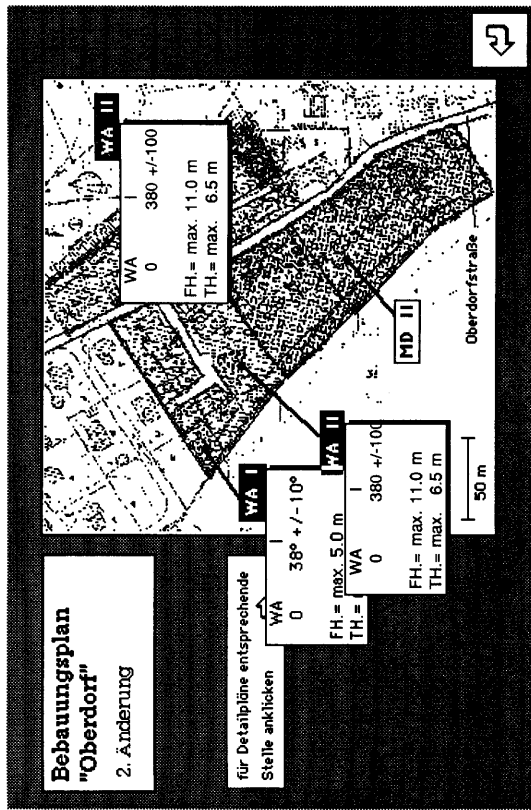 Bebauungsplan
"Oberdorf"
2. Änderung
für Detailpläne entsprechende
Stelle anklicken
WA I
WA I
0 38° +/-10°
FH.= max. 5.0 m
TH.=
WA II
WA I
0 380 +/-100
FH.= max. 11.0 m
TH.= max. 6.5 m
WA II
WA I
0 380 +/-100
FH.= max. 11.0 m
TH.= max. 6.5 m
MD II
Oberdorfstraße
50 m